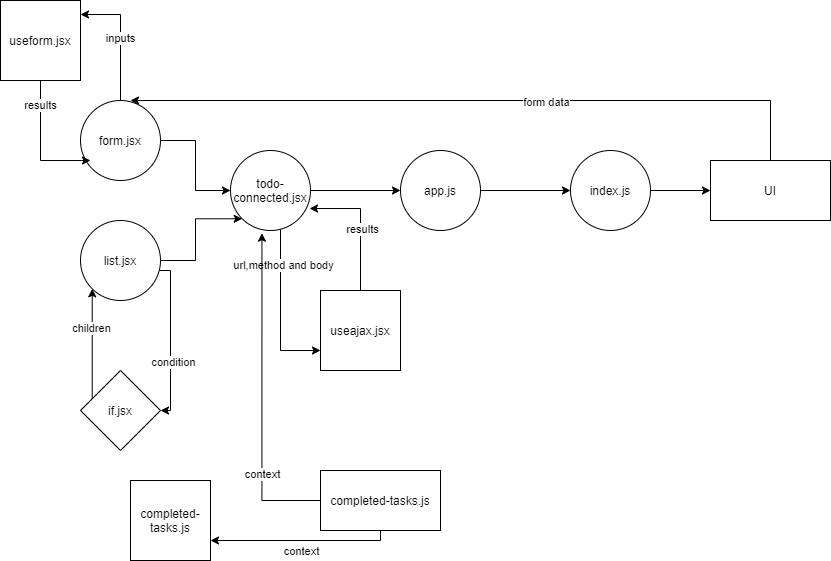 useform.jsx
inputs
results
form data
form.jsx
todo-
connected.jsx
app.js
index.js
UI
results
list.jsx
url,method and body
children
useajax.jsx
condition
if.jsx
context
completed-tasks.js
completed-
tasks.js
context